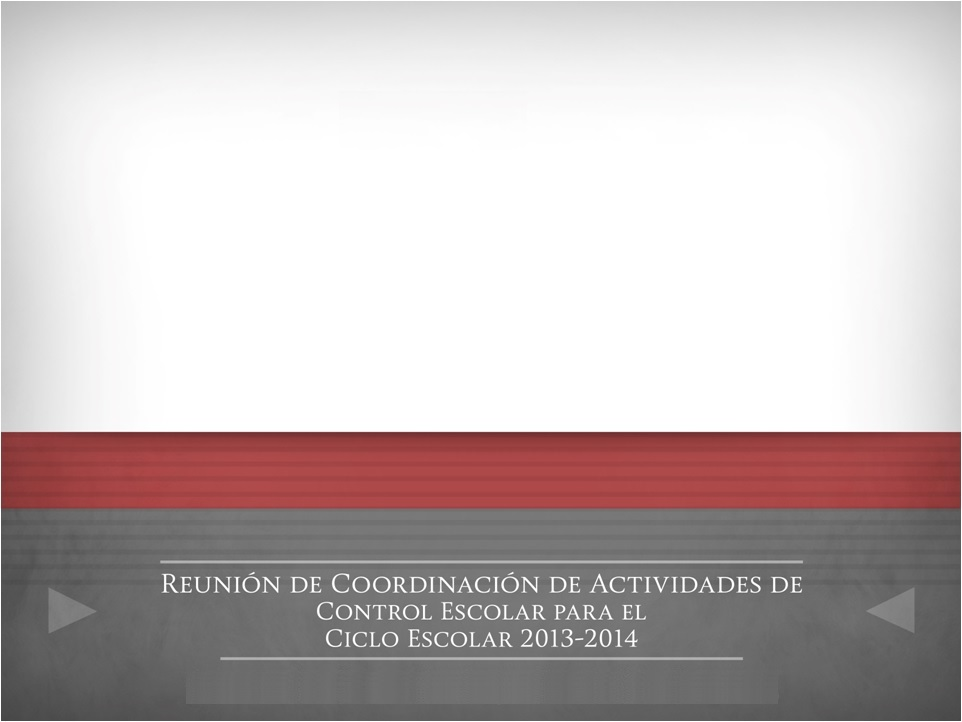 Reunión de Coordinación de Actividades de
Control Escolar para el
Ciclo Escolar 2013-2014